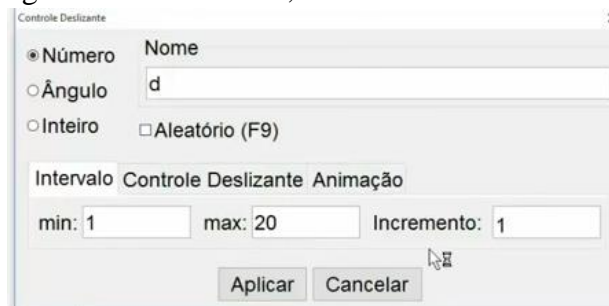 Controle Deslizante
Número
Nome
Ângulo
d
Inteiro
Aleatório (F9)
Intervalo Controle Deslizante Animação
min: 1 max: 20 Incremento: 1
Aplicar Cancelar